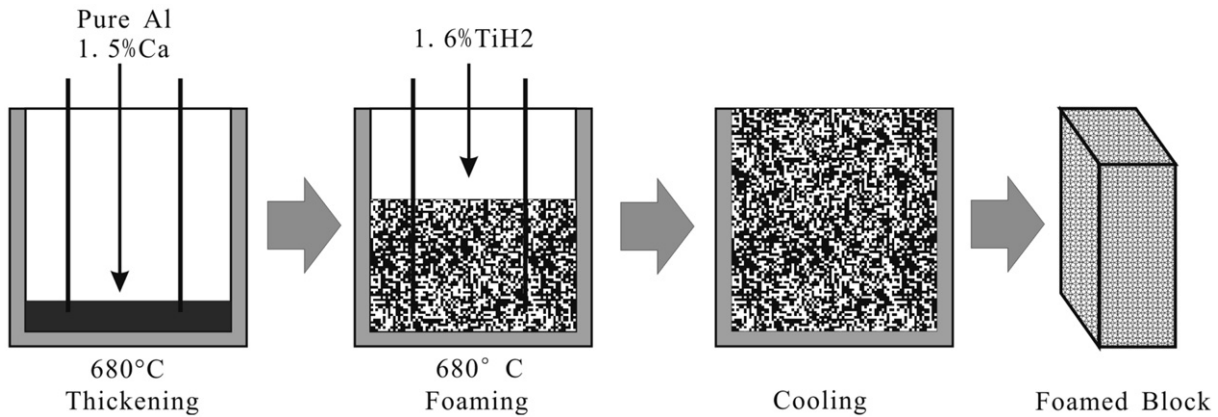 Pure Al
1. 5%Ca
1. 6%TiH2
680°C
Thickening
680° C
Foaming
Cooling
Foamed Block